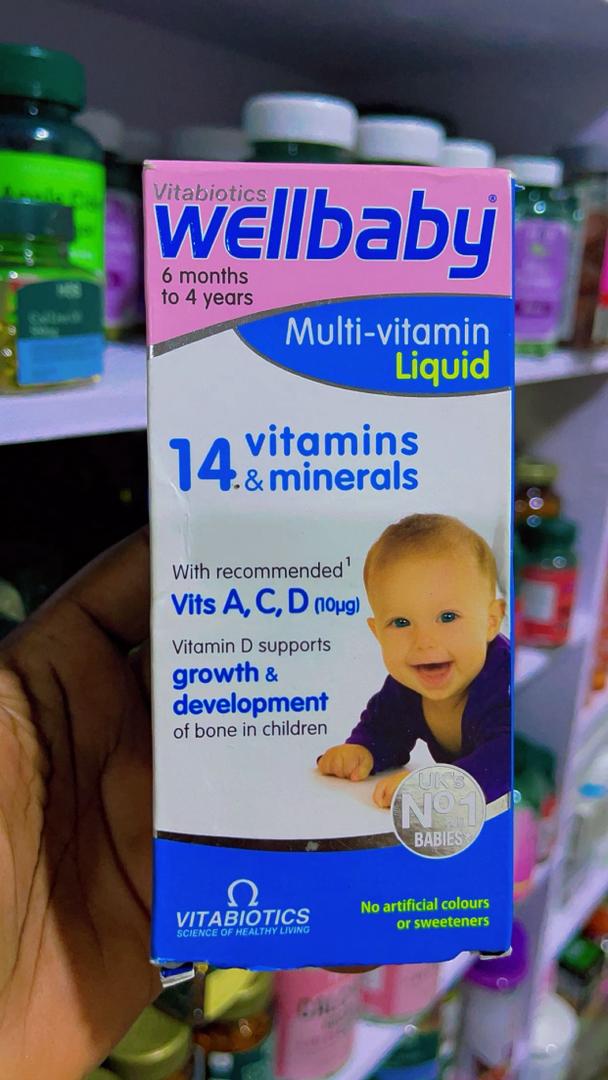 Vitabiotics
wellbaby®
6 months
to 4 years
Multi-vitamin
Liquid
14 vitamins
& minerals
With recommended¹
Vits A, C, D (10µg)
Vitamin D supports
growth &
development
of bone in children
UK's
No1
BABIES
VITABIOTICS
SCIENCE OF HEALTHY LIVING
No artificial colours
or sweeteners